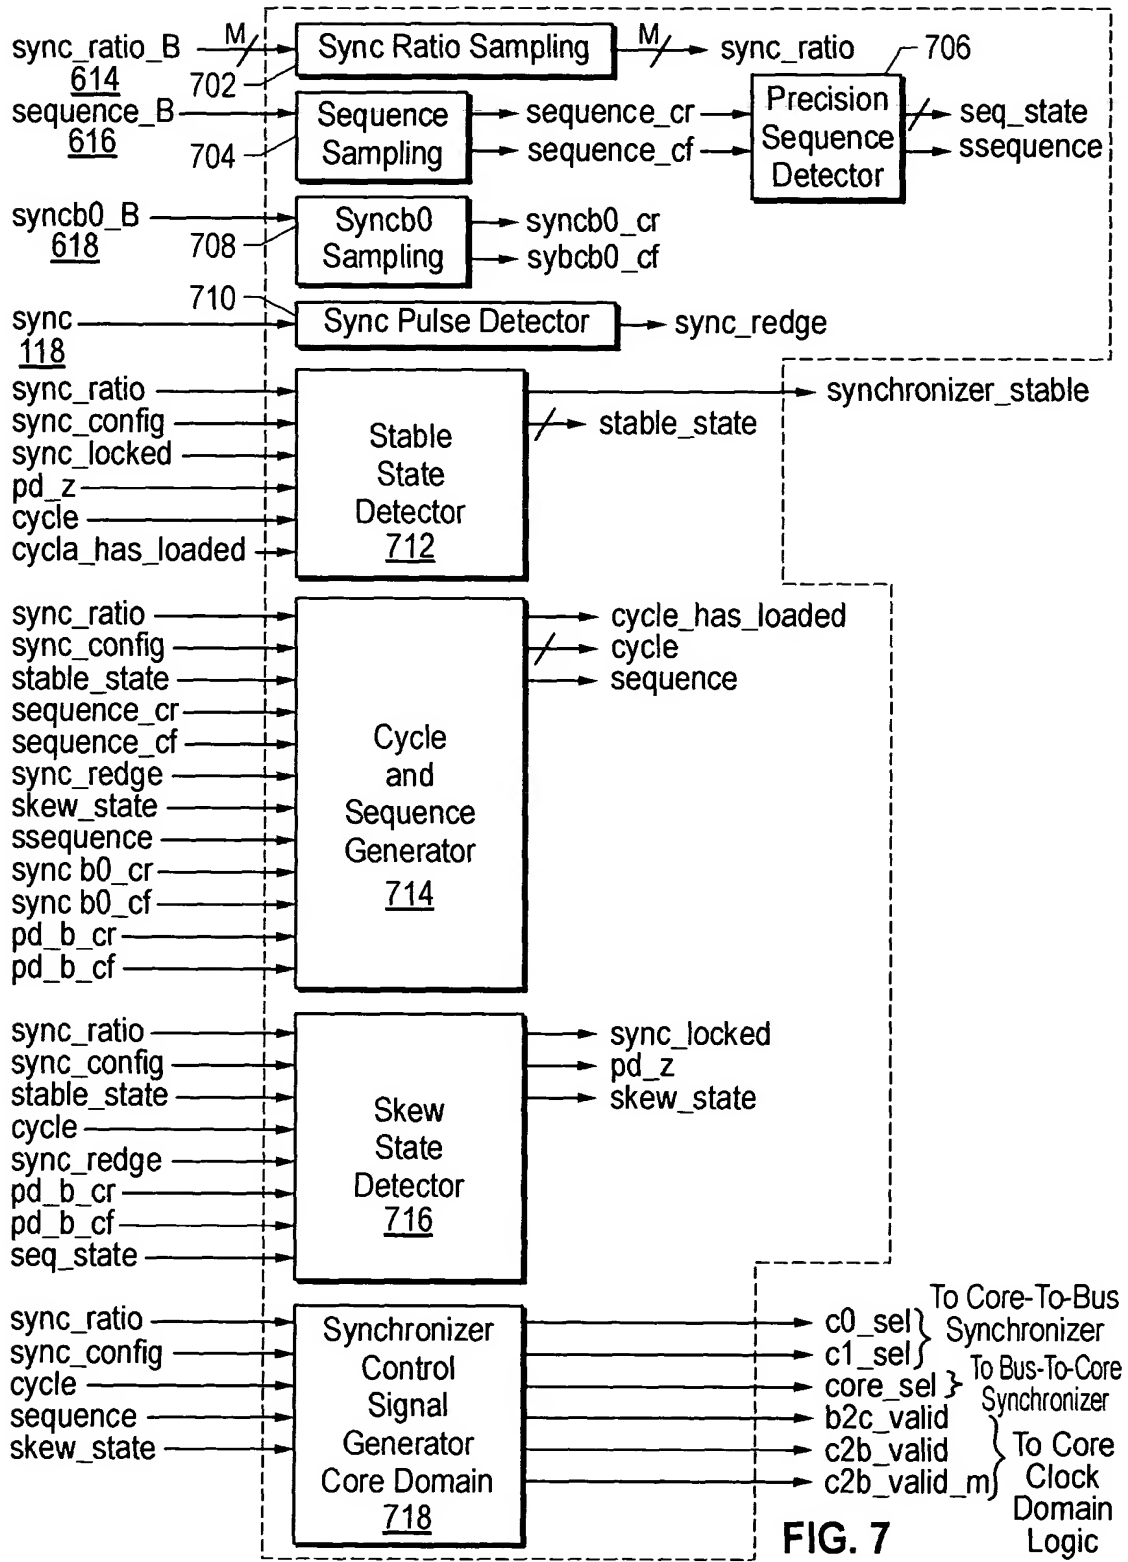 sync_ratio_B M Sync Ratio Sampling M sync_ratio 706
614 702
sequence_B Sequence Sampling sequence_cr Precision Sequence Detector seq_state
616 704 sequence_cf ssequence
syncb0_B Syncb0 Sampling syncb0_cr
618 708 sybcb0_cf
710
sync Sync Pulse Detector sync_redge
118
sync_ratio synchronizer_stable
sync_config stable_state
sync_locked
pd_z
cycle
cycla_has_loaded
Stable
State
Detector
712
sync_ratio cycle_has_loaded
sync_config cycle
stable_state sequence
sequence_cr
sequence_cf
sync_redge
skew_state
ssequence
sync b0_cr
sync b0_cf
pd_b_cr
pd_b_cf
Cycle
and
Sequence
Generator
714
sync_ratio sync_locked
sync_config pd_z
stable_state skew_state
cycle
sync_redge
pd_b_cr
pd_b_cf
seq_state
Skew
State
Detector
716
sync_ratio
sync_config
cycle
sequence
skew_state
Synchronizer
Control
Signal
Generator
Core Domain
718
c0_sel
c1_sel
To Core-To-Bus
Synchronizer
core_sel
To Bus-To-Core
Synchronizer
b2c_valid
c2b_valid
c2b_valid_m
To Core
Clock
Domain
Logic
FIG. 7